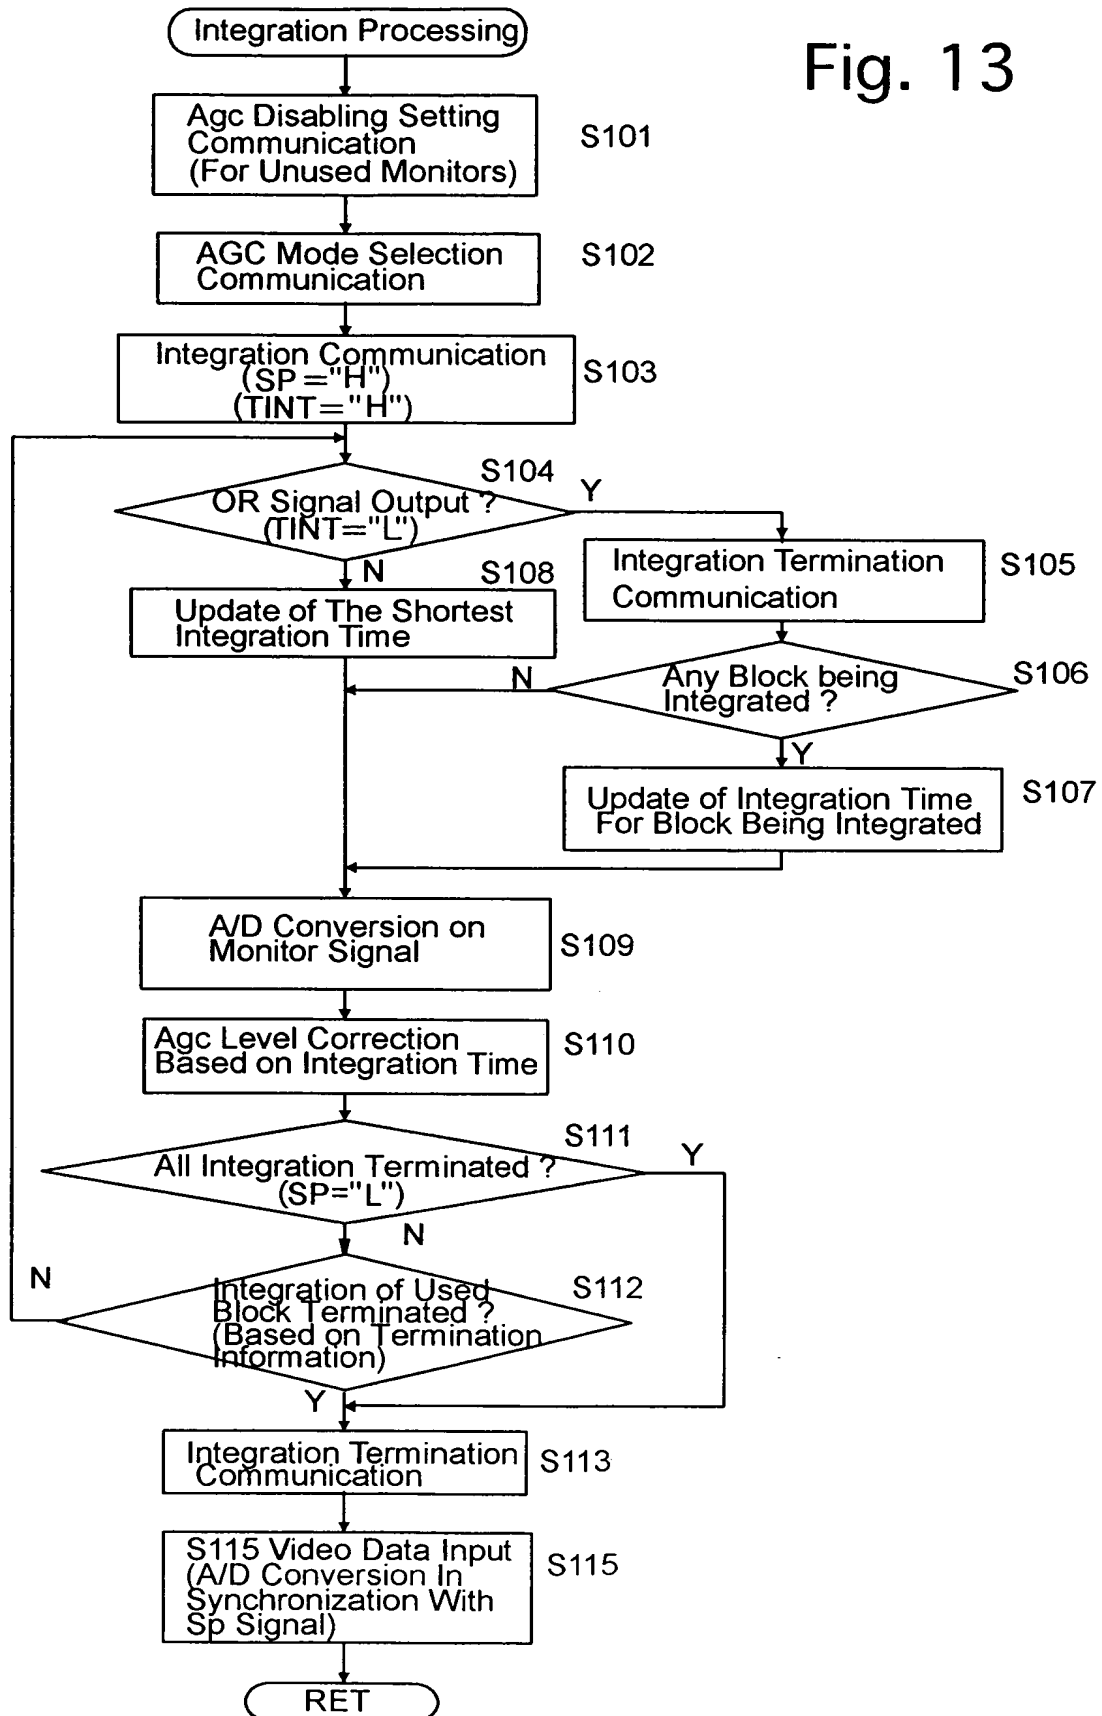 Integration Processing
Fig. 13
Agc Disabling Setting
Communication
(For Unused Monitors)
S101
AGC Mode Selection
Communication
S102
Integration Communication
(SP="H")
(TINT="H")
S103
S104
OR Signal Output ?
(TINT="L")
Y
N
Integration Termination
Communication
S105
S108
Update of The Shortest
Integration Time
Any Block being
Integrated ?
S106
N
Y
Update of Integration Time
For Block Being Integrated
S107
A/D Conversion on
Monitor Signal
S109
Agc Level Correction
Based on Integration Time
S110
S111
All Integration Terminated ?
(SP="L")
Y
N
Integration of Used
Block Terminated ?
(Based on Termination
Information)
S112
N
Y
Integration Termination
Communication
S113
S115 Video Data Input
(A/D Conversion In
Synchronization With
Sp Signal)
S115
RET